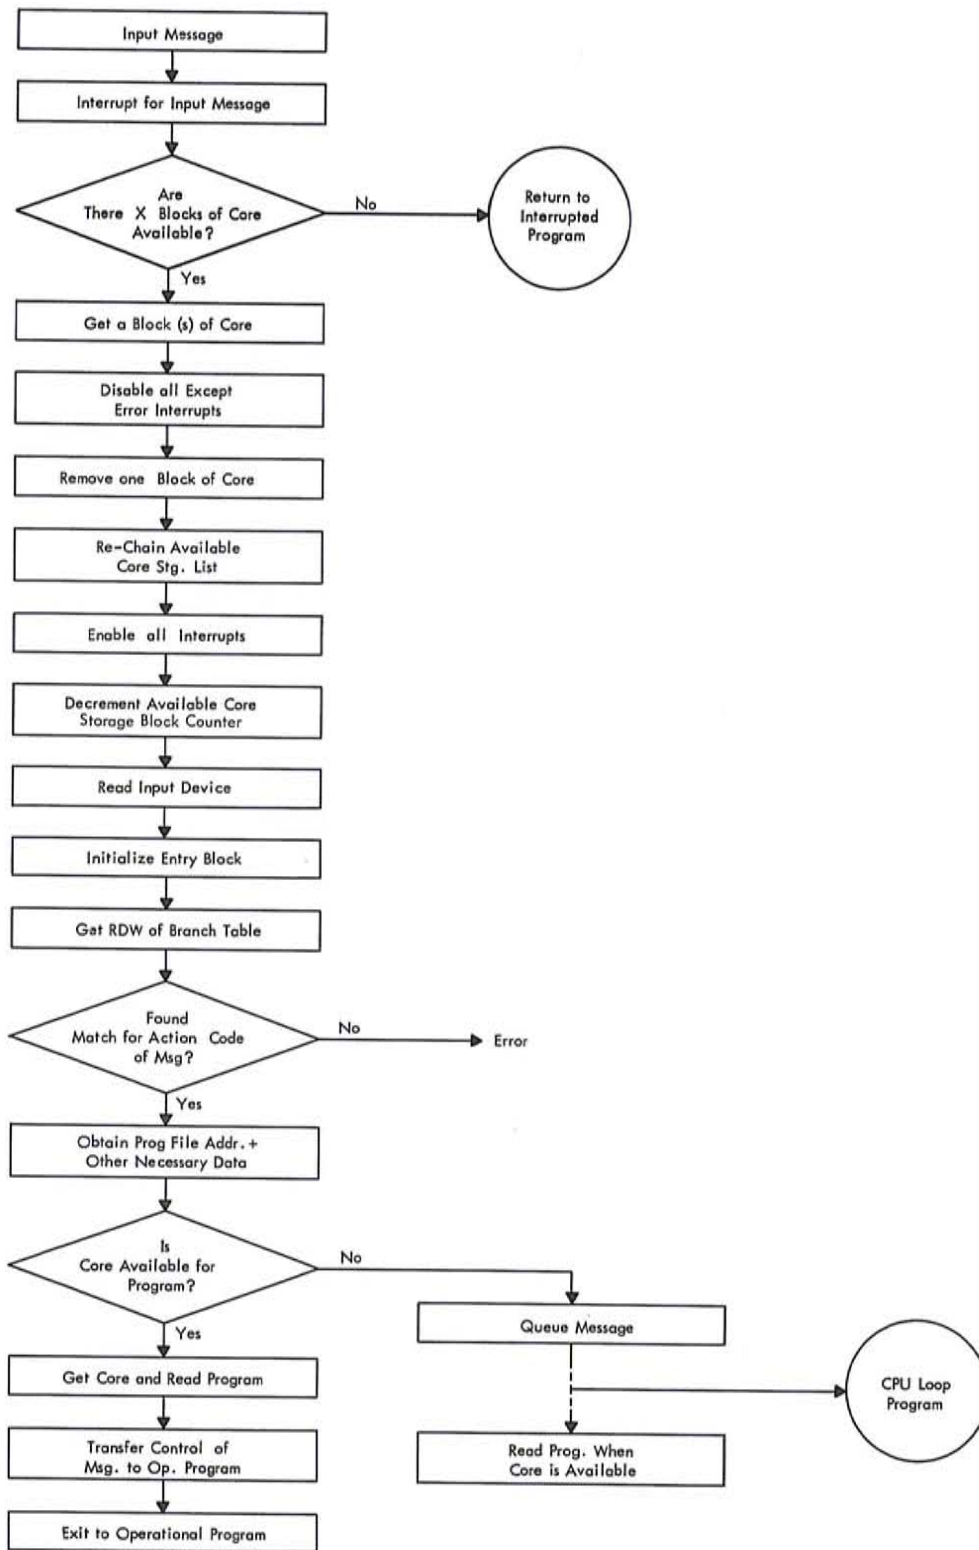 Input Message
Interrupt for Input Message
Are
There X Blocks of Core
Available?
No
Return to
Interrupted
Program
Yes
Get a Block (s) of Core
Disable all Except
Error Interrupts
Remove one Block of Core
Re-Chain Available
Core Stg. List
Enable all Interrupts
Decrement Available Core
Storage Block Counter
Read Input Device
Initialize Entry Block
Get RDW of Branch Table
Found
Match for Action Code
of Msg?
No
Error
Yes
Obtain Prog File Addr. +
Other Necessary Data
Is
Core Available for
Program?
No
Queue Message
Yes
Get Core and Read Program
CPU Loop
Program
Transfer Control of
Msg. to Op. Program
Read Prog. When
Core is Available
Exit to Operational Program